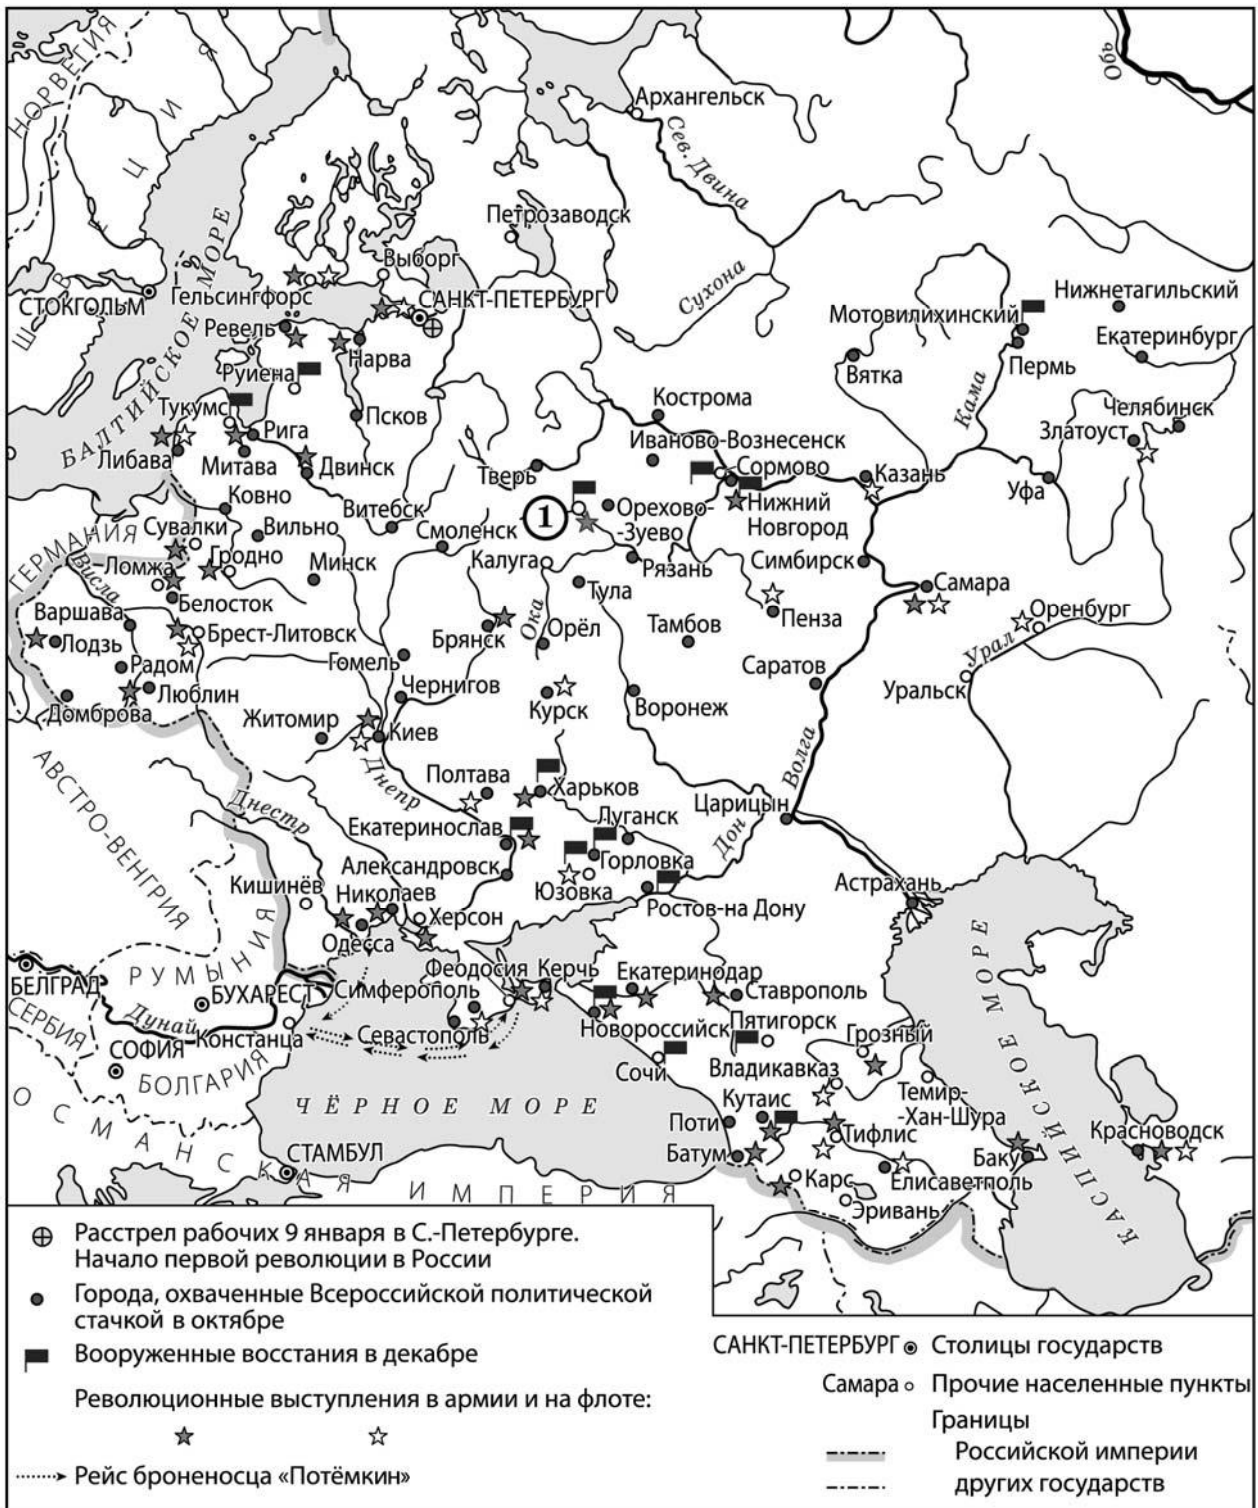 НОРВЕГИЯ
ШВЕЦИЯ
Обь
Архангельск
Сев. Двина
Петрозаводск
Выборг
Сухона
СТОКГОЛЬМ
БАЛТИЙСКОЕ МОРЕ
Гельсингфорс
САНКТ-ПЕТЕРБУРГ
Ревель
Нарва
Руиена
Мотовилихинский
Нижнетагильский
Екатеринбург
Пермь
Вятка
Кама
Псков
Тукумс
Рига
Либава
Митава
Двинск
Кострома
Иваново-Вознесенск
Сормово
Тверь
Челябинск
Златоуст
Казань
Уфа
Ковно
Витебск
1
Орехово-
-Зуево
Нижний
Новгород
ГЕРМАНИЯ
Сувалки
Вильно
Смоленск
Калуга
Рязань
Симбирск
Висла
Ломжа
Гродно
Минск
Тула
Самара
Белосток
Варшава
Лодзь
Брест-Литовск
Брянск
Ока
Орёл
Тамбов
Пенза
Оренбург
Урал
Радом
Гомель
Люблин
Домброва
Чернигов
Саратов
Уральск
Курск
Воронеж
Житомир
Киев
АВСТРО-ВЕНГРИЯ
Днестр
Днепр
Полтава
Харьков
Волга
Царицын
Луганск
Дон
Екатеринослав
Горловка
Александровск
Юзовка
Кишинёв
Николаев
Херсон
Ростов-на Дону
Астрахань
Одесса
БЕЛГРАД
РУМЫНИЯ
БУХАРЕСТ
Феодосия
Керчь
Симферополь
Екатеринодар
Ставрополь
СЕРБИЯ
Дунай
Констанца
Севастополь
Новороссийск
Пятигорск
Грозный
СОФИЯ
БОЛГАРИЯ
Сочи
Владикавказ
Темир-
-Хан-Шура
ЧЁРНОЕ МОРЕ
Кутаис
Поти
Тифлис
Батум
Баку
Красноводск
КАСПИЙСКОЕ МОРЕ
ОСМАНСКАЯ ИМПЕРИЯ
СТАМБУЛ
Карс
Елисаветполь
Эривань
Расстрел рабочих 9 января в С.-Петербурге.
Начало первой революции в России
Города, охваченные Всероссийской политической
стачкой в октябре
Вооруженные восстания в декабре
Революционные выступления в армии и на флоте:
Рейс броненосца «Потёмкин»
САНКТ-ПЕТЕРБУРГ Столицы государств
Самара Прочие населенные пункты
Границы
Российской империи
других государств